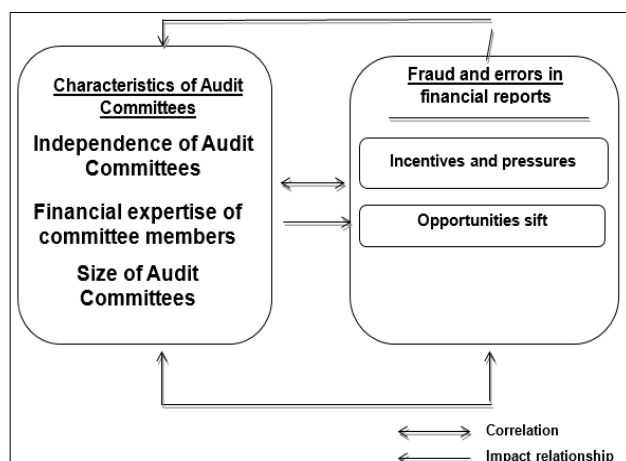 Characteristics of Audit
Committees
Independence of Audit
Committees
Financial expertise of
committee members
Size of Audit
Committees
Fraud and errors in
financial reports
Incentives and pressures
Opportunities sift
Correlation
Impact relationship